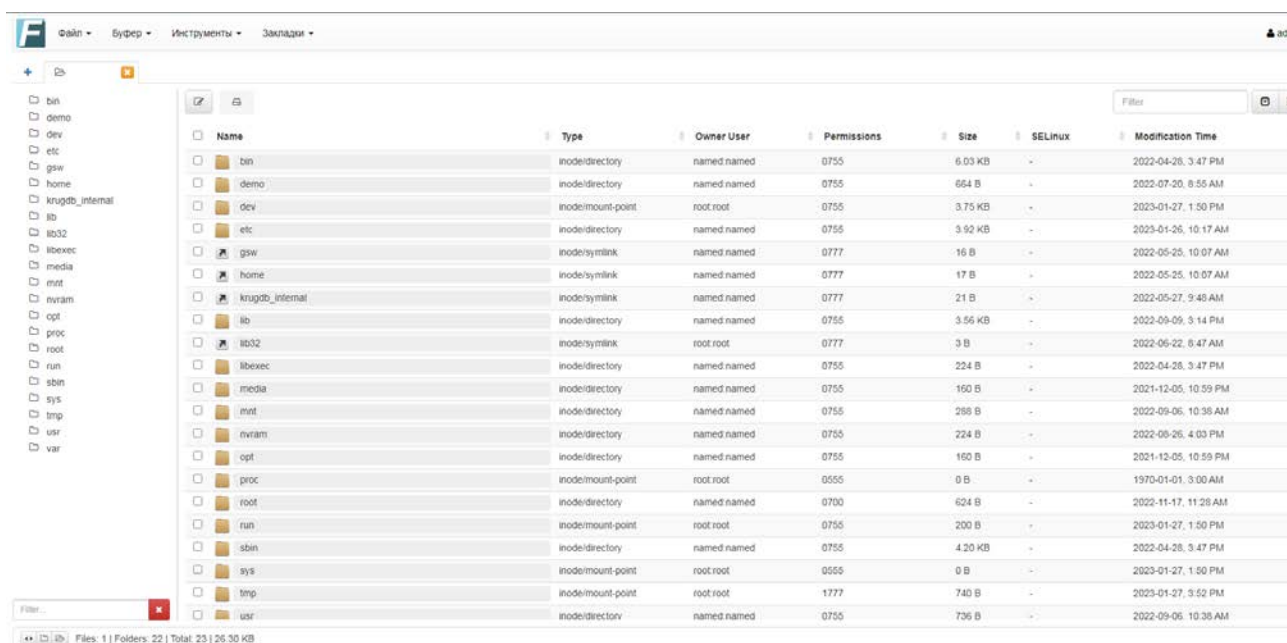 F Файл Буфер Инструменты Закладки ad
bin
demo
dev
etc
gsw
home
krugdb_internal
lib
lib32
libexec
media
mnt
nvram
opt
proc
root
run
sbin
sys
tmp
usr
var
Filter...
Filter
Name Type Owner User Permissions Size SELinux Modification Time
bin inode/directory named:named 0755 6.03 KB - 2022-04-28, 3:47 PM
demo inode/directory named:named 0755 664 B - 2022-07-20, 8:55 AM
dev inode/mount-point root:root 0755 3.75 KB - 2023-01-27, 1:50 PM
etc inode/directory named:named 0755 3.92 KB - 2023-01-26, 10:17 AM
gsw inode/symlink named:named 0777 16 B - 2022-05-25, 10:07 AM
home inode/symlink named:named 0777 17 B - 2022-05-25, 10:07 AM
krugdb_internal inode/symlink named:named 0777 21 B - 2022-05-27, 9:48 AM
lib inode/directory named:named 0755 3.56 KB - 2022-09-09, 3:14 PM
lib32 inode/symlink root:root 0777 3 B - 2022-06-22, 8:47 AM
libexec inode/directory named:named 0755 224 B - 2022-04-28, 3:47 PM
media inode/directory named:named 0755 160 B - 2021-12-05, 10:59 PM
mnt inode/directory named:named 0755 288 B - 2022-09-06, 10:38 AM
nvram inode/directory named:named 0755 224 B - 2022-08-26, 4:03 PM
opt inode/directory named:named 0755 160 B - 2021-12-05, 10:59 PM
proc inode/mount-point root:root 0555 0 B - 1970-01-01, 3:00 AM
root inode/directory named:named 0700 624 B - 2022-11-17, 11:28 AM
run inode/mount-point root:root 0755 200 B - 2023-01-27, 1:50 PM
sbin inode/directory named:named 0755 4.20 KB - 2022-04-28, 3:47 PM
sys inode/mount-point root:root 0555 0 B - 2023-01-27, 1:50 PM
tmp inode/mount-point root:root 1777 740 B - 2023-01-27, 3:52 PM
usr inode/directory named:named 0755 736 B - 2022-09-06, 10:38 AM
Files: 1 | Folders: 22 | Total: 23 | 26.30 KB